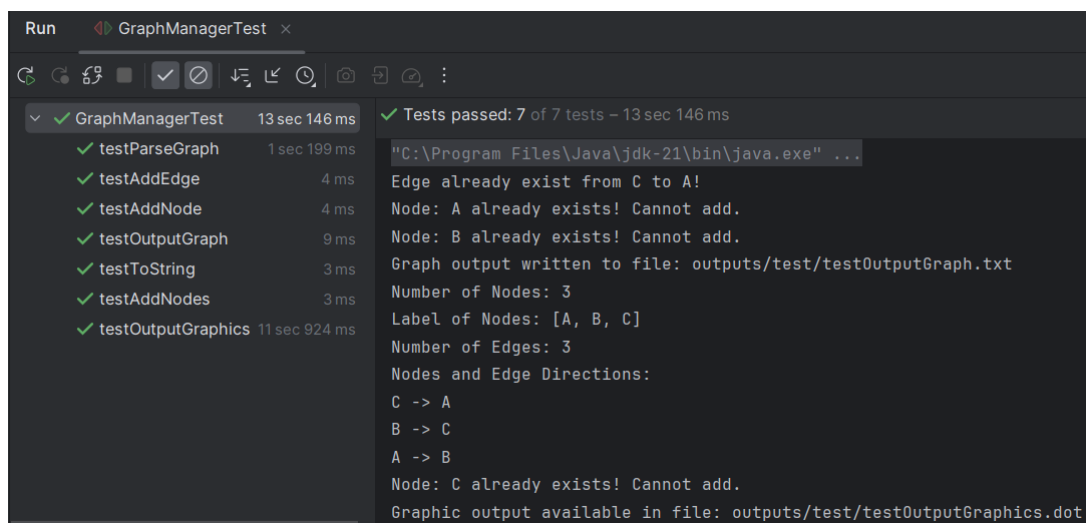 Run GraphManagerTest ×
GraphManagerTest 13 sec 146 ms
testParseGraph 1 sec 199 ms
testAddEdge 4 ms
testAddNode 4 ms
testOutputGraph 9 ms
testToString 3 ms
testAddNodes 3 ms
testOutputGraphics 11 sec 924 ms
Tests passed: 7 of 7 tests – 13 sec 146 ms
"C:\Program Files\Java\jdk-21\bin\java.exe" ...
Edge already exist from C to A!
Node: A already exists! Cannot add.
Node: B already exists! Cannot add.
Graph output written to file: outputs/test/testOutputGraph.txt
Number of Nodes: 3
Label of Nodes: [A, B, C]
Number of Edges: 3
Nodes and Edge Directions:
C -> A
B -> C
A -> B
Node: C already exists! Cannot add.
Graphic output available in file: outputs/test/testOutputGraphics.dot